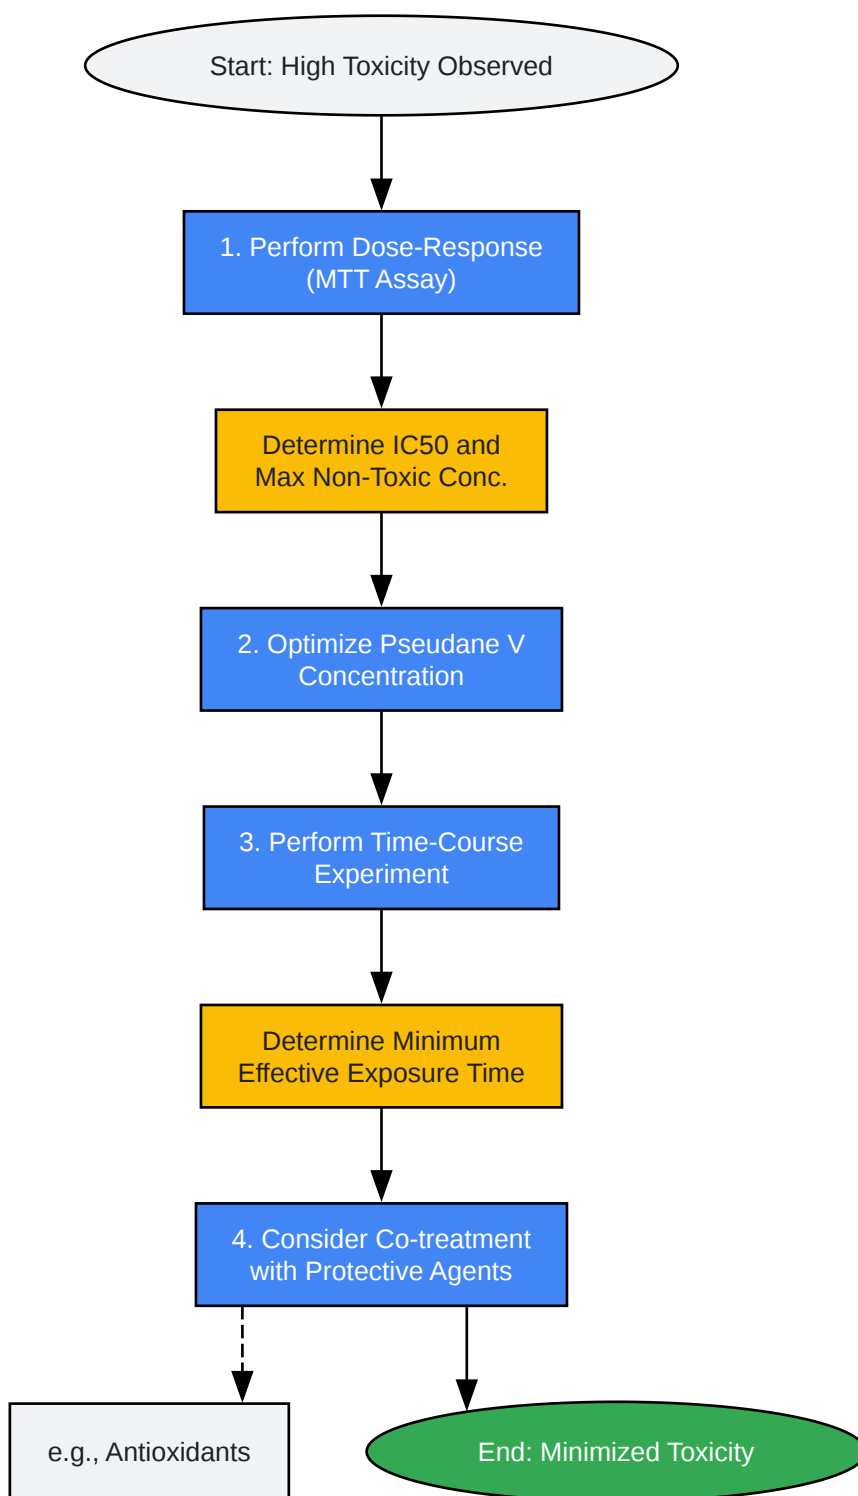 Start: High Toxicity Observed
1. Perform Dose-Response
(MTT Assay)
Determine IC50 and
Max Non-Toxic Conc.
2. Optimize Pseudane V
Concentration
3. Perform Time-Course
Experiment
Determine Minimum
Effective Exposure Time
4. Consider Co-treatment
with Protective Agents
e.g., Antioxidants
End: Minimized Toxicity